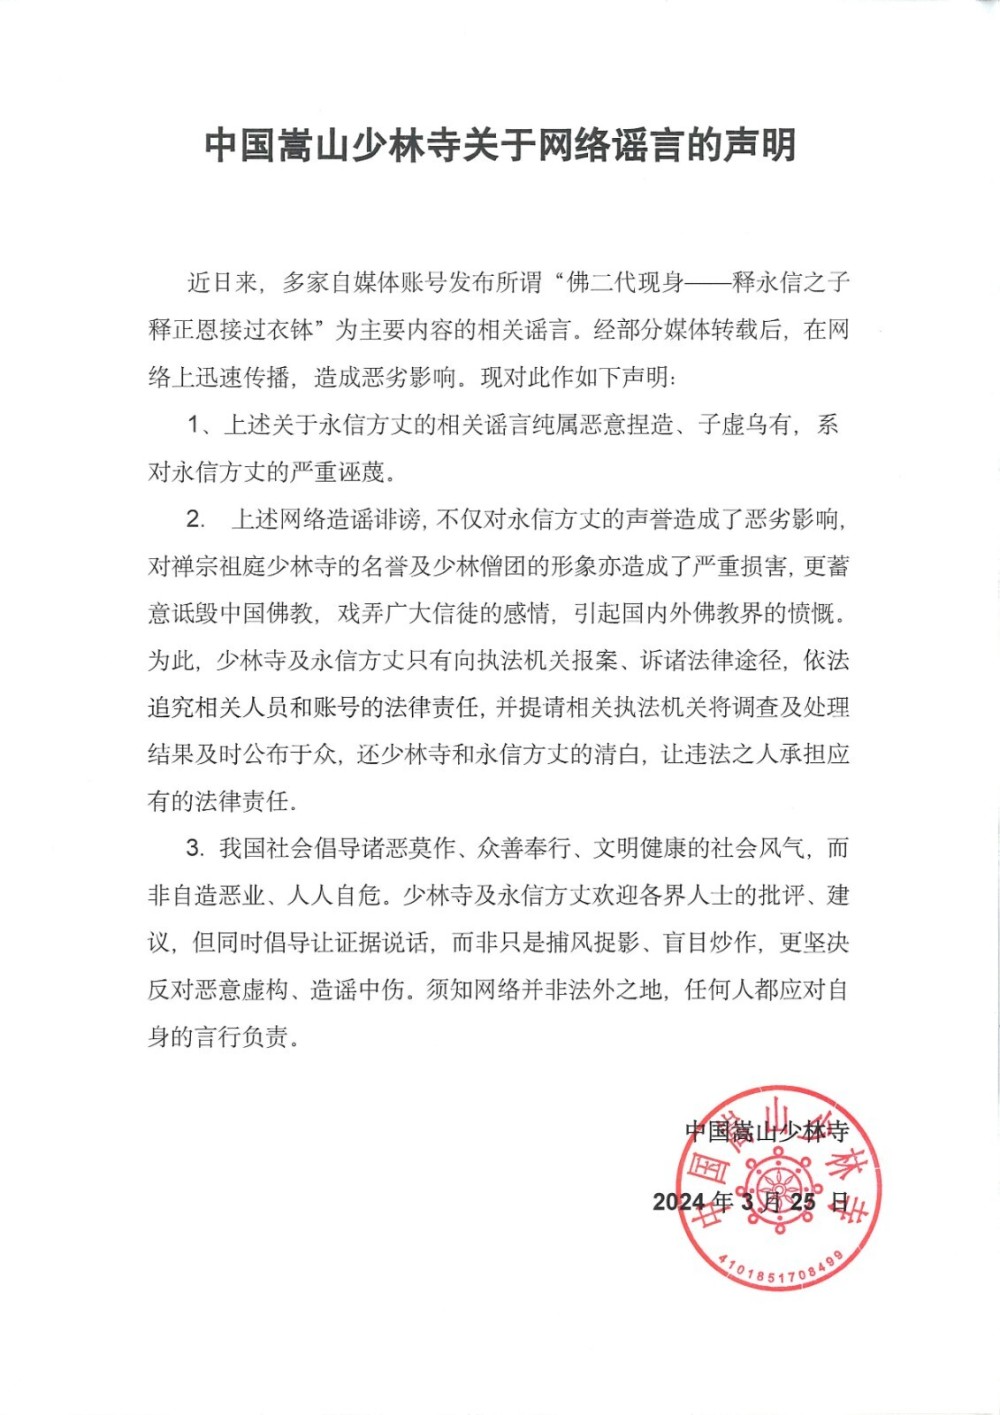 中国嵩山少林寺关于网络谣言的声明
近日来，多家自媒体账号发布所谓“佛二代现身——释永信之子
释正恩接过衣钵”为主要内容的相关谣言。经部分媒体转载后，在网
络上迅速传播，造成恶劣影响。现对此作如下声明：
1、上述关于永信方丈的相关谣言纯属恶意捏造、子虚乌有，系
对永信方丈的严重诬蔑。
2. 上述网络造谣诽谤，不仅对永信方丈的声誉造成了恶劣影响，
对禅宗祖庭少林寺的名誉及少林僧团的形象亦造成了严重损害，更蓄
意诋毁中国佛教，戏弄广大信徒的感情，引起国内外佛教界的愤慨。
为此，少林寺及永信方丈只有向执法机关报案、诉诸法律途径，依法
追究相关人员和账号的法律责任，并提请相关执法机关将调查及处理
结果及时公布于众，还少林寺和永信方丈的清白，让违法之人承担应
有的法律责任.
3. 我国社会倡导诸恶莫作、众善奉行、文明健康的社会风气，而
非自造恶业、人人自危。少林寺及永信方丈欢迎各界人士的批评、建
议，但同时倡导让证据说话，而非只是捕风捉影、盲目炒作，更坚决
反对恶意虚构、造谣中伤。须知网络并非法外之地，任何人都应对自
身的言行负责。
中国嵩山少林寺
2024 年 3 月 25 日
中国嵩山少林寺
4101851708499